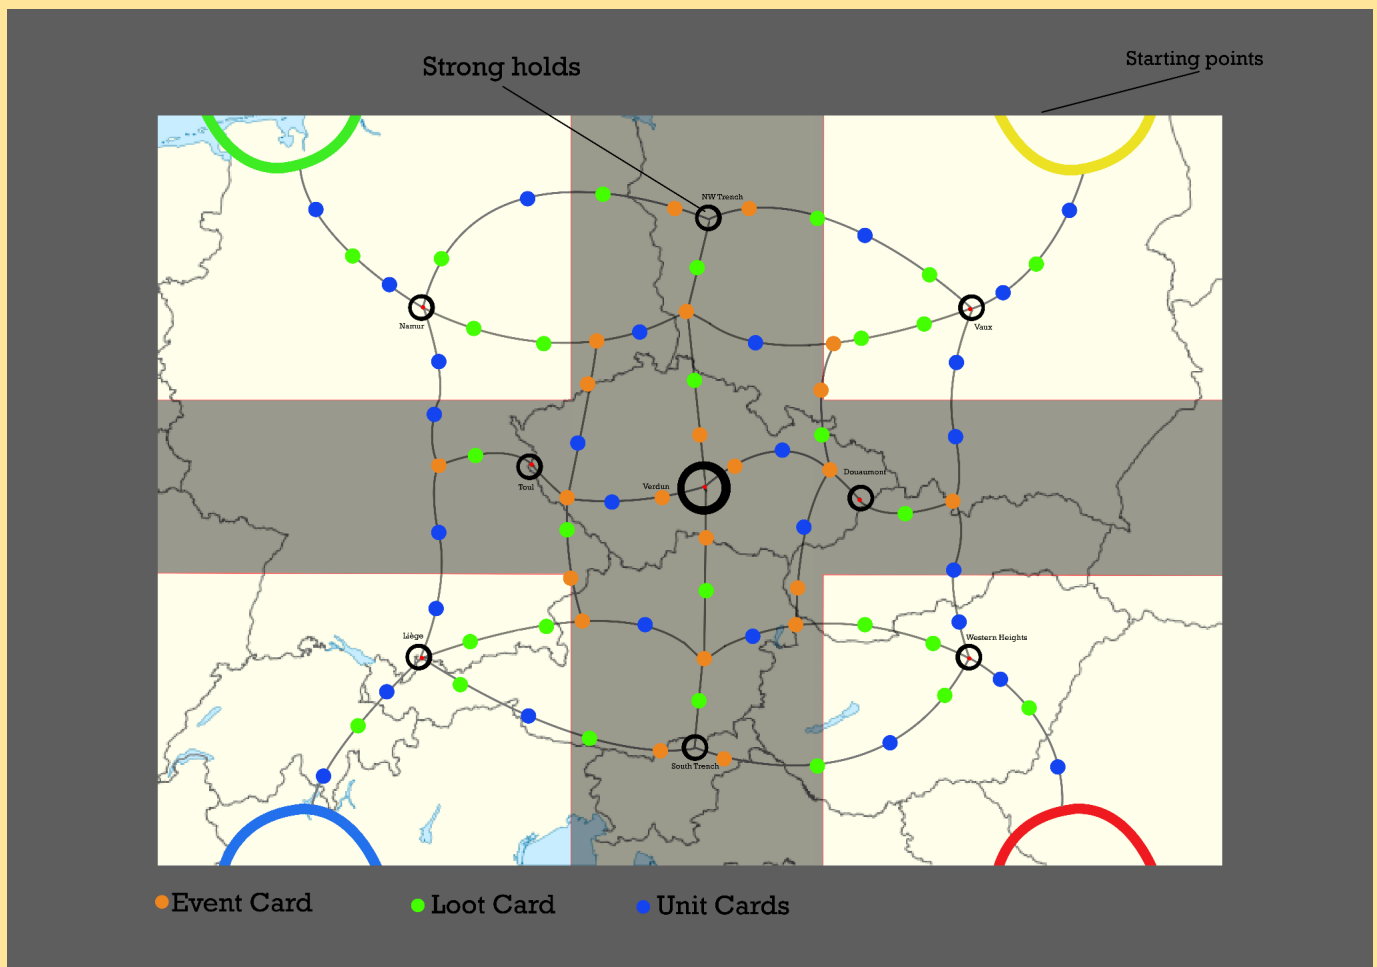 Strong holds
Starting points
NW Trench
Namur
Vaux
Toul
Verdun
Douaumont
Liège
Western Heights
South Trench
Event Card
Loot Card
Unit Cards